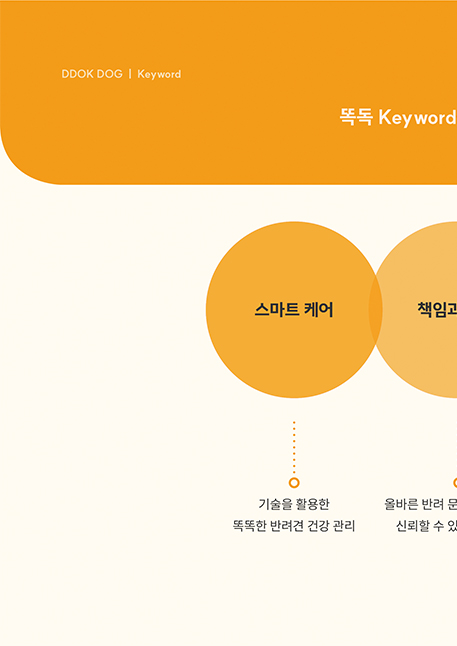 DDOK DOG | Keyword
똑독 Keyword
스마트 케어
책임
기술을 활용한
똑똑한 반려견 건강 관리
올바른 반려 문
신뢰할 수 있